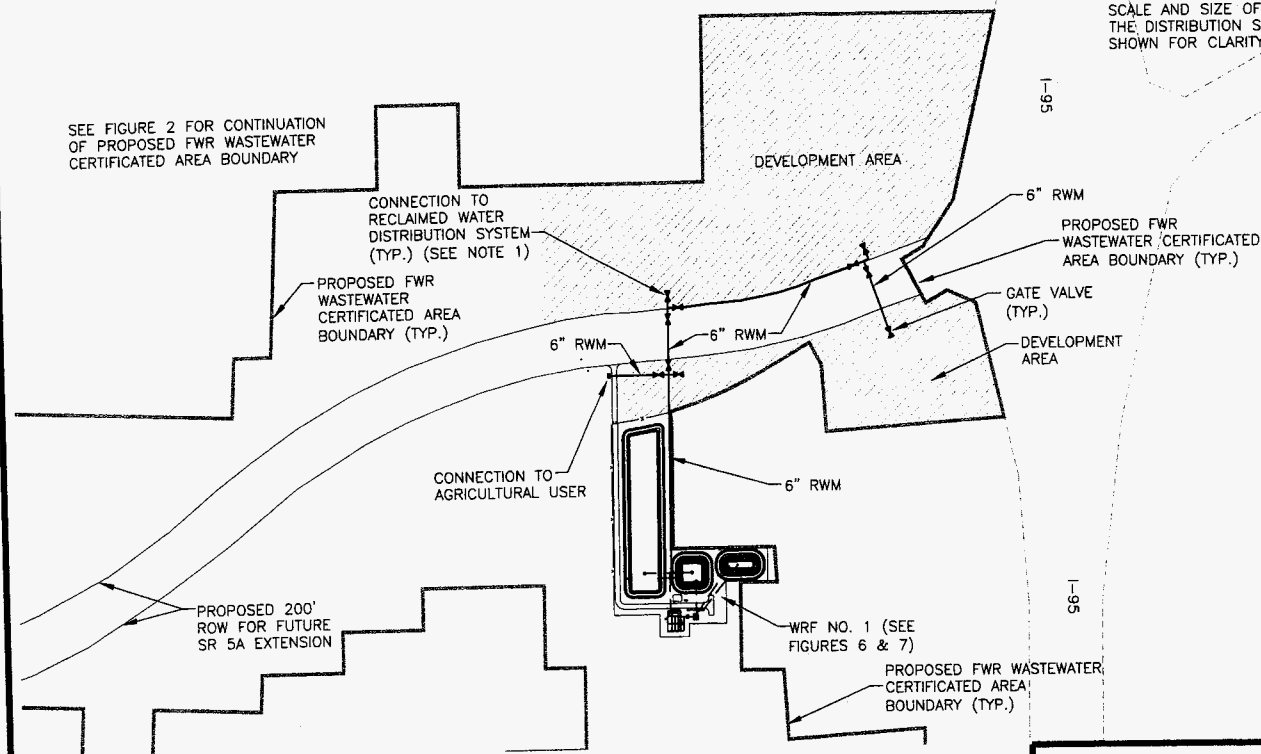 SCALE AND SIZE OF
THE DISTRIBUTION S
SHOWN FOR CLARITY
I-95
SEE FIGURE 2 FOR CONTINUATION
OF PROPOSED FWR WASTEWATER
CERTIFICATED AREA BOUNDARY
DEVELOPMENT AREA
CONNECTION TO
RECLAIMED WATER
DISTRIBUTION SYSTEM
(TYP.) (SEE NOTE 1)
6" RWM
PROPOSED FWR
WASTEWATER CERTIFICATED
AREA BOUNDARY (TYP.)
PROPOSED FWR
WASTEWATER
CERTIFICATED AREA
BOUNDARY (TYP.)
GATE VALVE
(TYP.)
6" RWM
6" RWM
DEVELOPMENT
AREA
CONNECTION TO
AGRICULTURAL USER
6" RWM
I-95
PROPOSED 200'
ROW FOR FUTURE
SR 5A EXTENSION
WRF NO. 1 (SEE
FIGURES 6 & 7)
PROPOSED FWR WASTEWATER
CERTIFICATED AREA
BOUNDARY (TYP.)